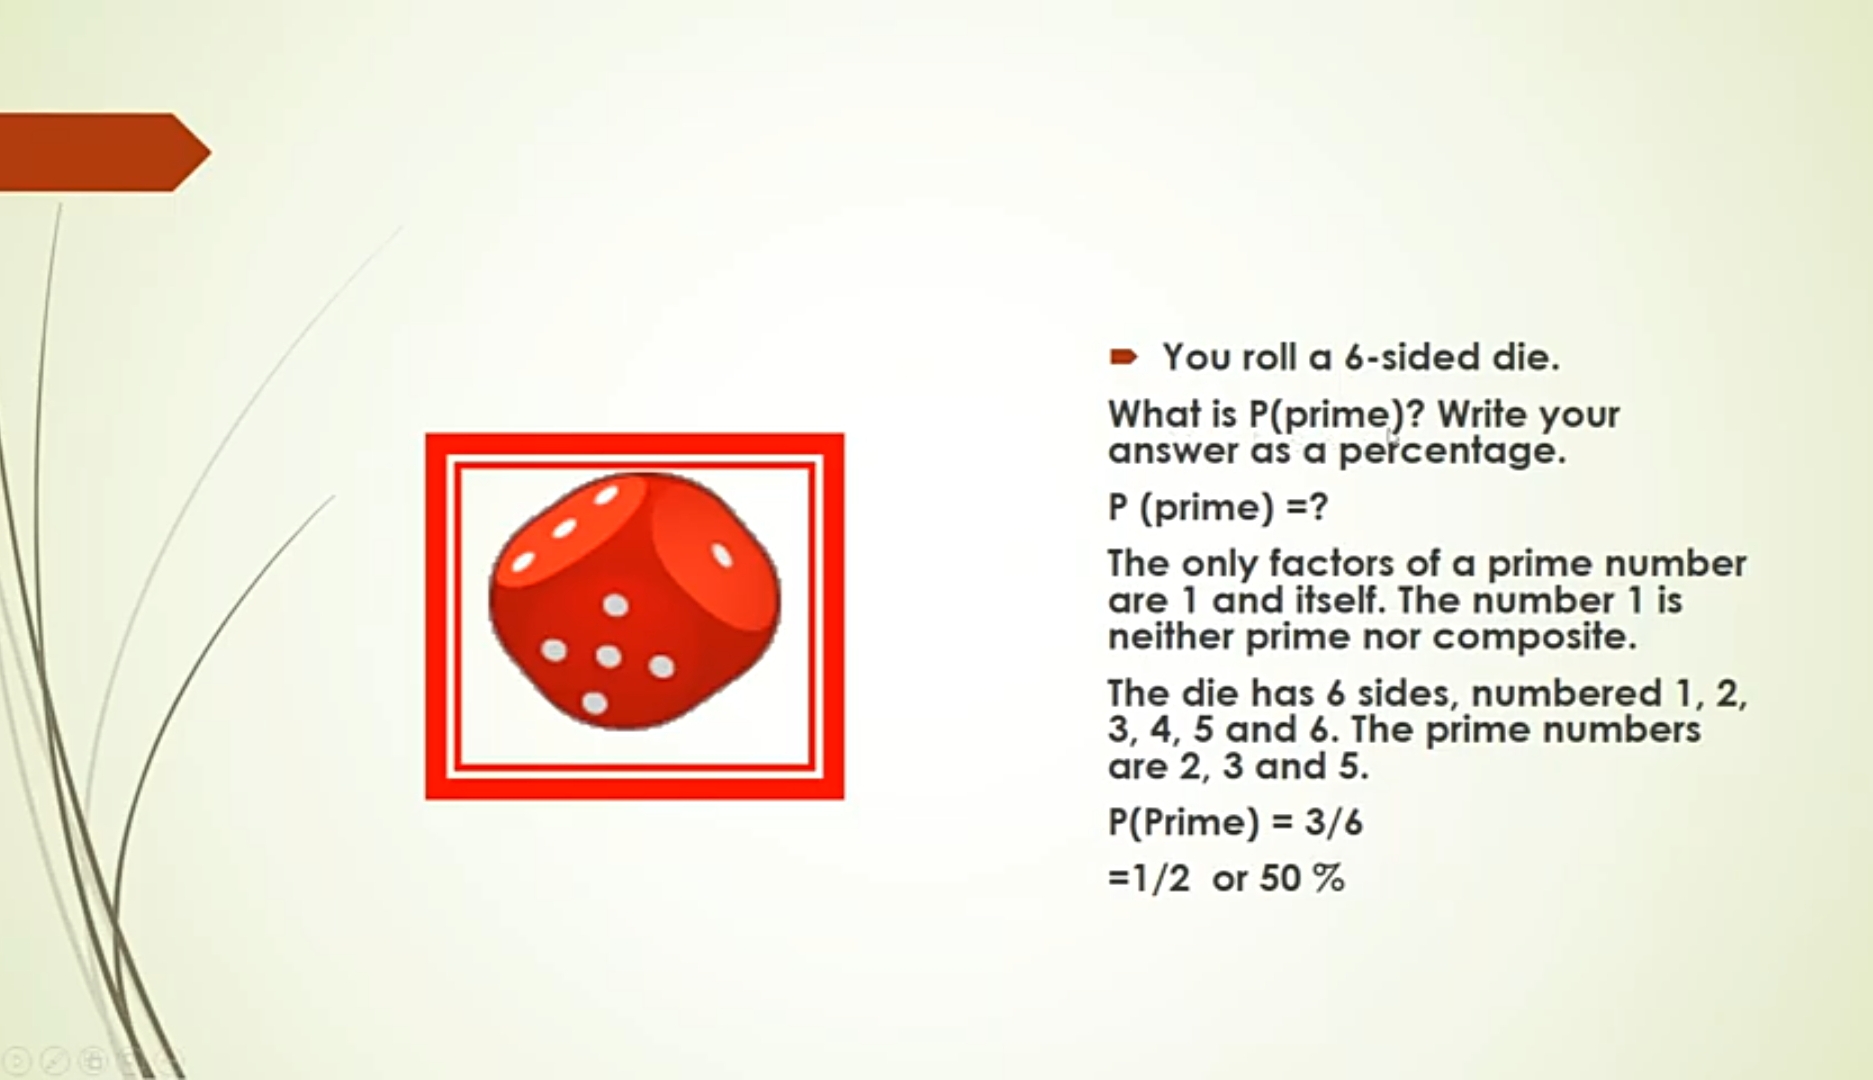 You roll a 6-sided die.
What is P(prime)? Write your
answer as a percentage.
P (prime) =?
The only factors of a prime number
are 1 and itself. The number 1 is
neither prime nor composite.
The die has 6 sides, numbered 1, 2,
3, 4, 5 and 6. The prime numbers
are 2, 3 and 5.
P(Prime) = 3/6
=1/2 or 50 %